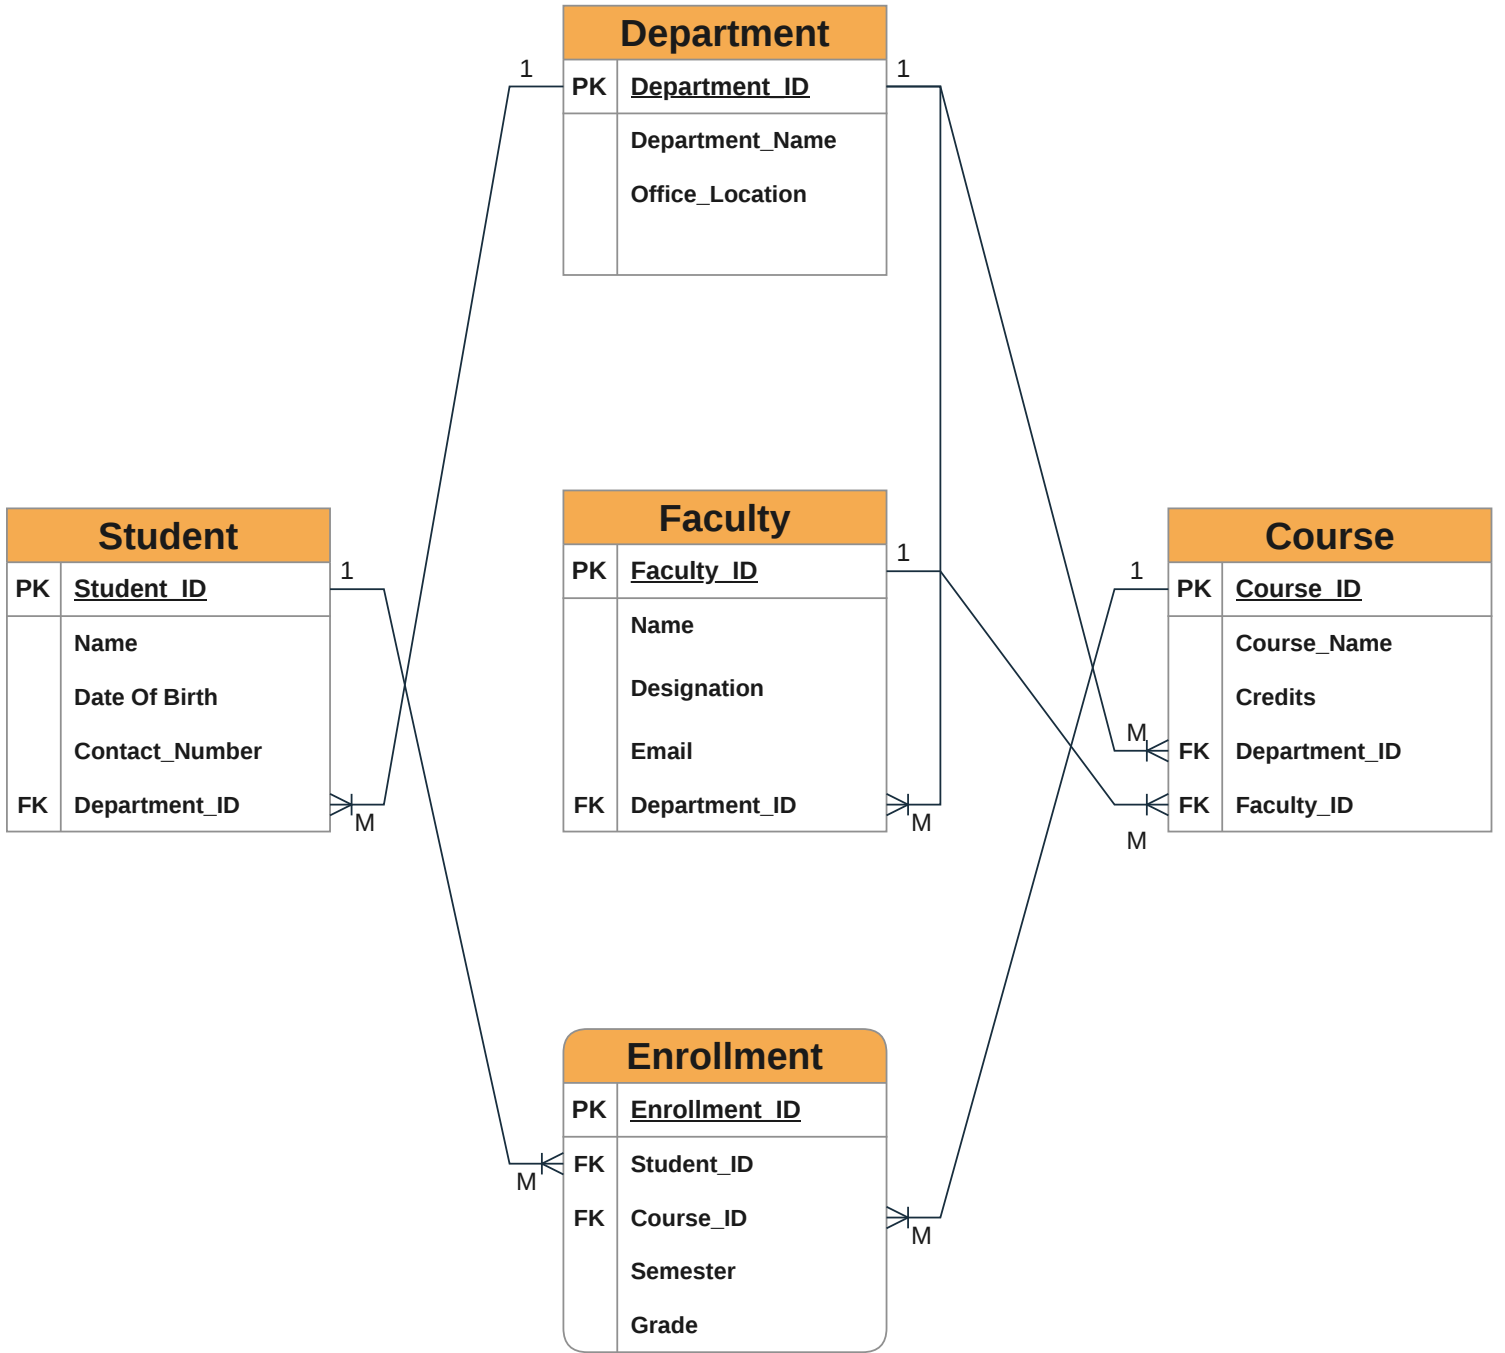 Department
1
1
PK Department_ID
Department_Name
Office_Location
Student
1
PK Student_ID
Name
Date Of Birth
Contact_Number
FK Department_ID
M
Faculty
1
PK Faculty_ID
Name
Designation
Email
FK Department_ID
M
Course
1
PK Course_ID
Course_Name
Credits
M
FK Department_ID
FK Faculty_ID
M
Enrollment
PK Enrollment_ID
FK Student_ID
M
FK Course_ID
M
Semester
Grade